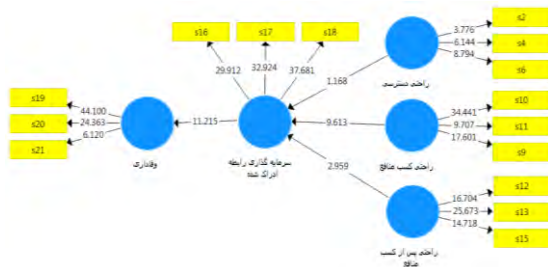 s16
s17
s18
s2
s4
s6
3.776
6.144
8.794
راحتی دسترسی
29.912
32.924
37.681
1.168
s19
s20
s21
44.100
24.363
6.120
وفاداری
11.215
سرمایه گذاری رابطه
ادراک شده
9.613
s10
s11
s9
34.441
9.707
17.601
راحتی کسب منافع
2.959
s12
s13
s15
16.704
25.673
14.718
راحتی پس از کسب
منافع